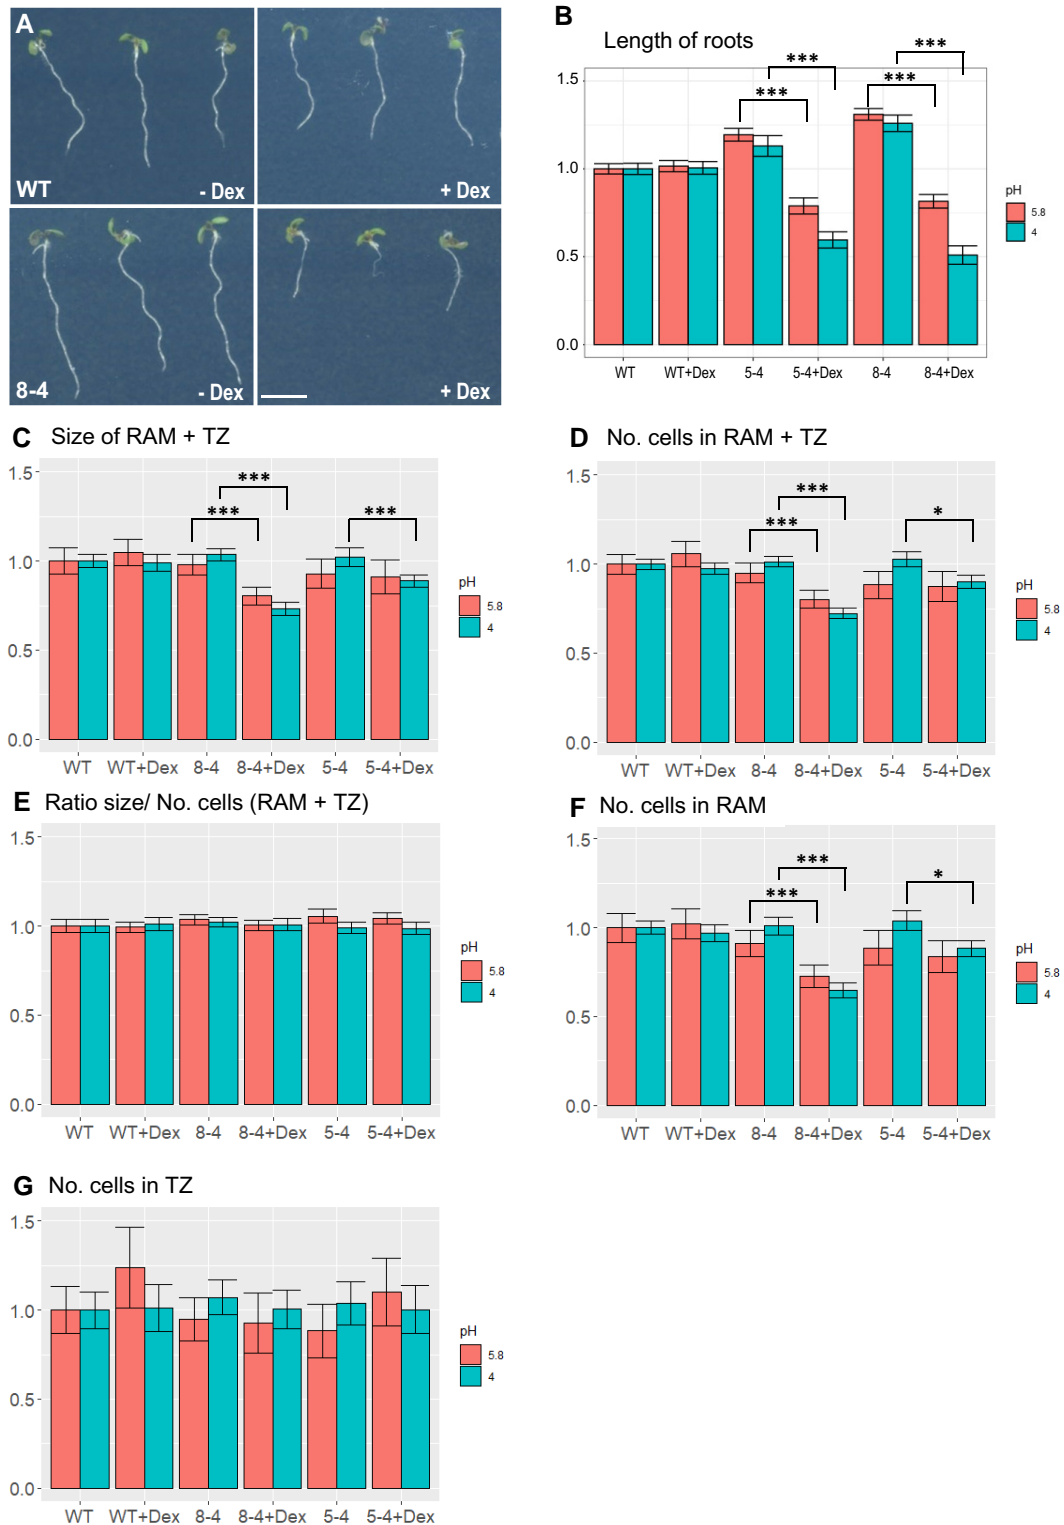 A
WT
- Dex
+ Dex
8-4
- Dex
+ Dex
B
Length of roots
***
***
***
***
1.5
1.0
0.5
0.0
WT
WT+Dex
5-4
5-4+Dex
8-4
8-4+Dex
pH
5.8
4
C Size of RAM + TZ
***
***
***
1.5
1.0
0.5
0.0
WT
WT+Dex
8-4
8-4+Dex
5-4
5-4+Dex
pH
5.8
4
D No. cells in RAM + TZ
***
***
*
1.5
1.0
0.5
0.0
WT
WT+Dex
8-4
8-4+Dex
5-4
5-4+Dex
pH
5.8
4
E Ratio size/ No. cells (RAM + TZ)
1.5
1.0
0.5
0.0
WT
WT+Dex
8-4
8-4+Dex
5-4
5-4+Dex
pH
5.8
4
F No. cells in RAM
***
***
*
1.5
1.0
0.5
0.0
WT
WT+Dex
8-4
8-4+Dex
5-4
5-4+Dex
pH
5.8
4
G No. cells in TZ
1.5
1.0
0.5
0.0
WT
WT+Dex
8-4
8-4+Dex
5-4
5-4+Dex
pH
5.8
4